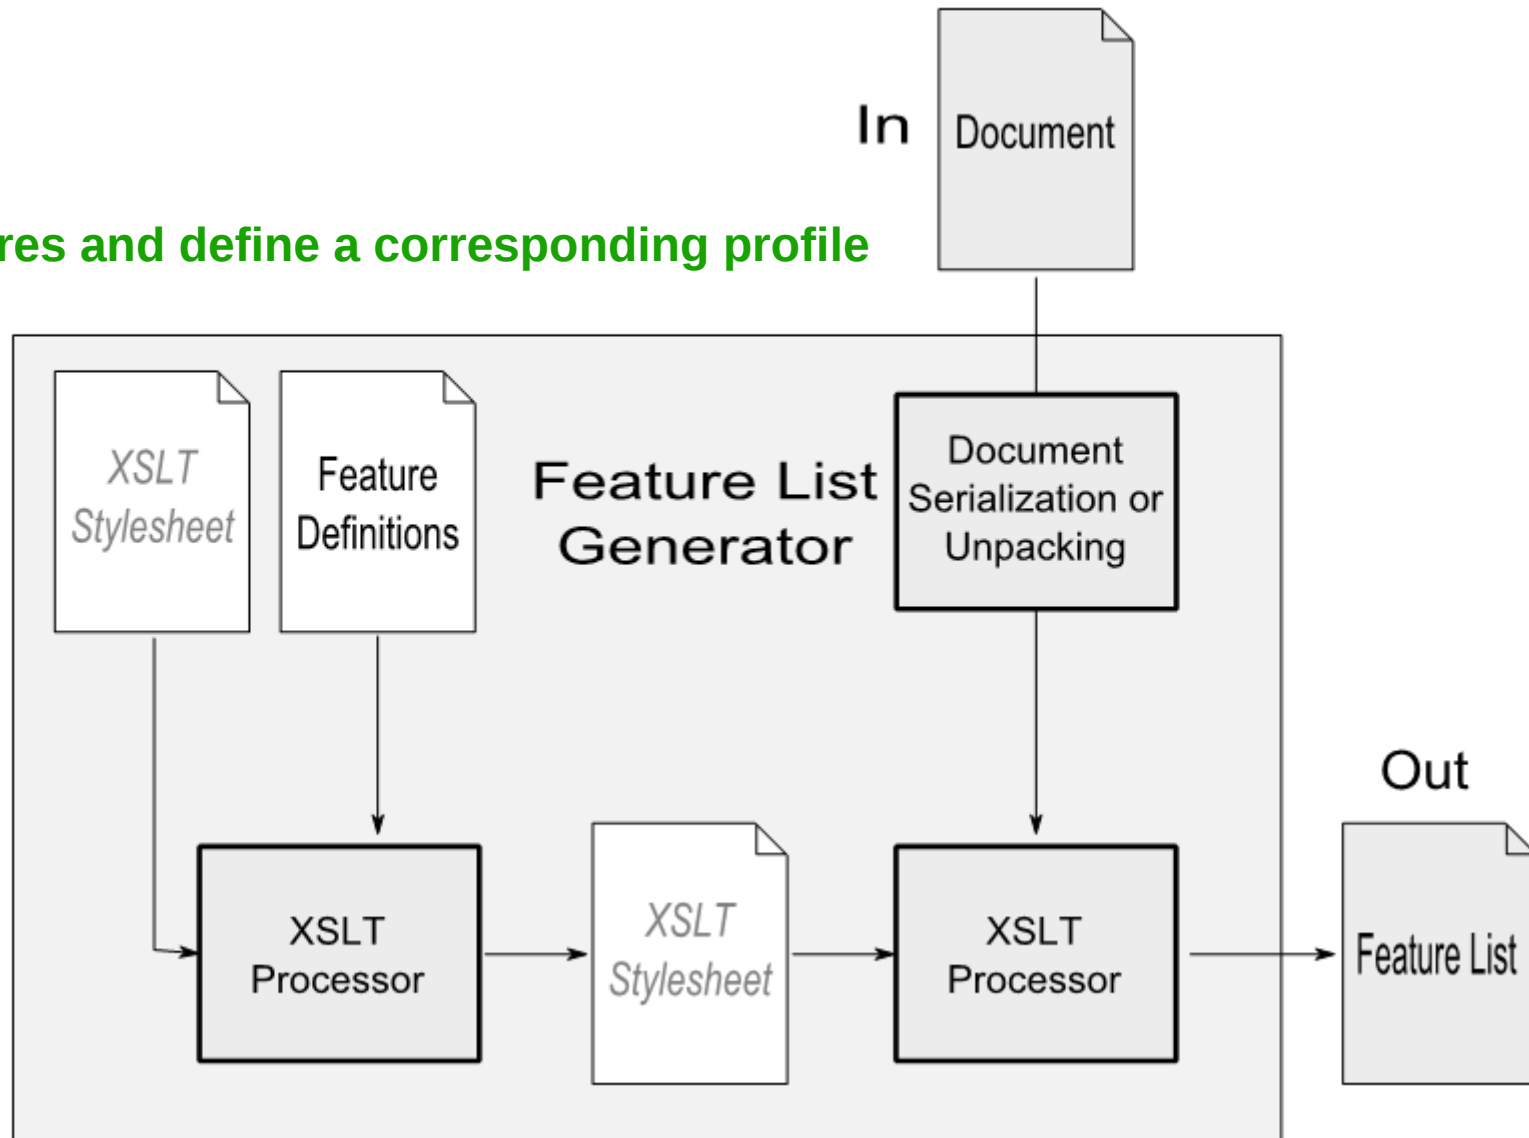 In
Document
res and define a corresponding profile
XSLT
Stylesheet
Feature
Definitions
Feature List
Generator
Document
Serialization or
Unpacking
Out
XSLT
Processor
XSLT
Stylesheet
XSLT
Processor
Feature List